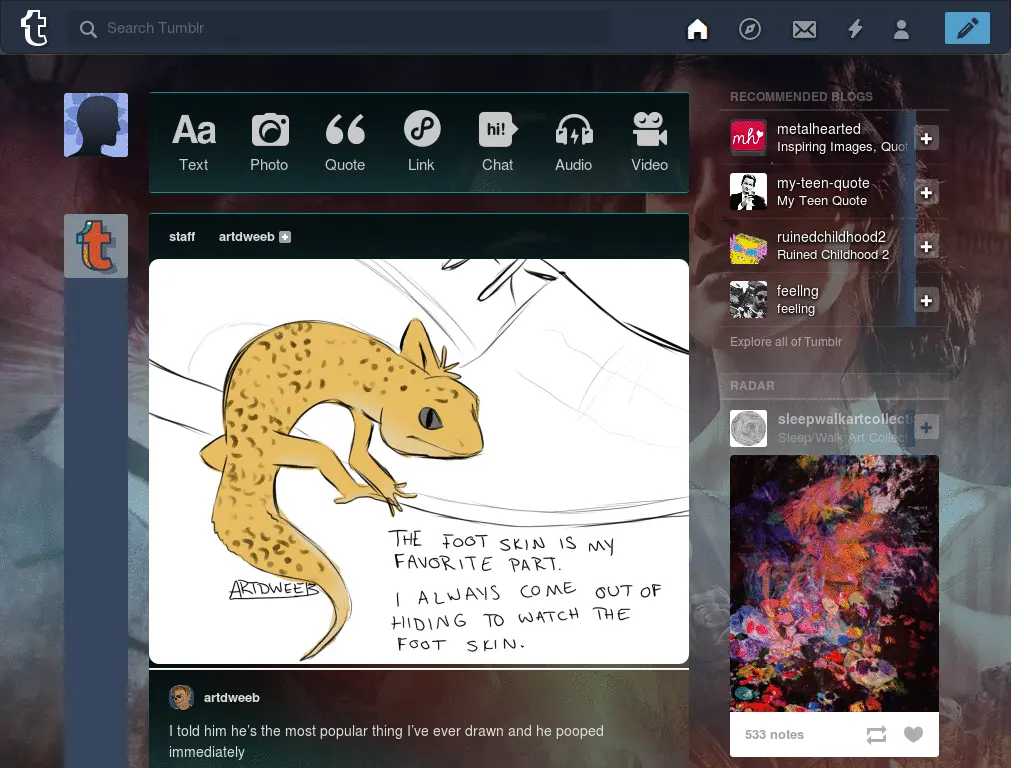 Search Tumblr
Aa
hi!
Text
Photo
Quote
Link
Chat
Audio
Video
staff
artdweeb
THE FOOT SKIN IS MY
FAVORITE PART.
I ALWAYS COME OUT OF
HIDING TO WATCH THE
FOOT SKIN.
ARTDWEEB
artdweeb
I told him he's the most popular thing I've ever drawn and he pooped
immediately
RECOMMENDED BLOGS
mh
metalhearted
Inspiring Images, Quot
my-teen-quote
My Teen Quote
ruinedchildhood2
Ruined Childhood 2
feellng
feeling
Explore all of Tumblr
RADAR
sleepwalkartcollecti
Sleep/Walk Art Collec
533 notes